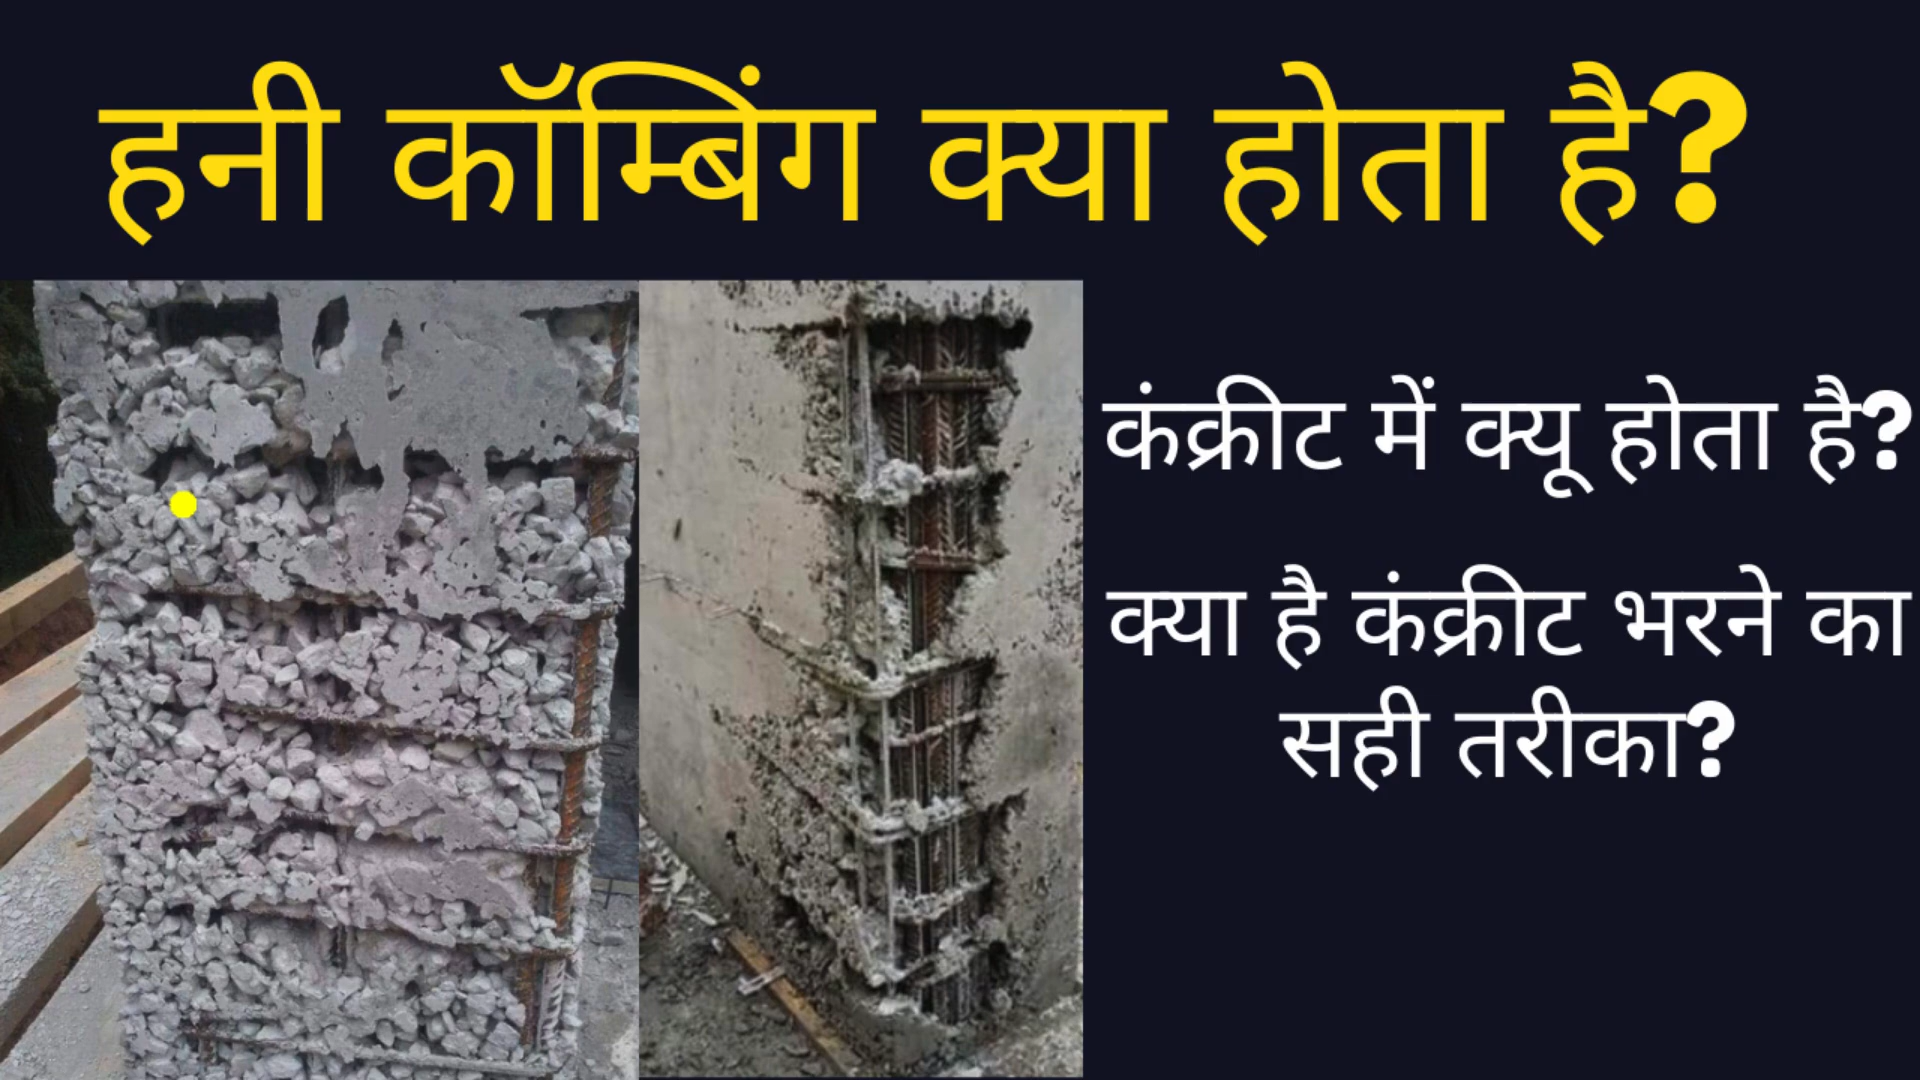 हनी कॉम्बिंग क्या होता है?
कंक्रीट में क्यू होता है?
क्या है कंक्रीट भरने का
सही तरीका?